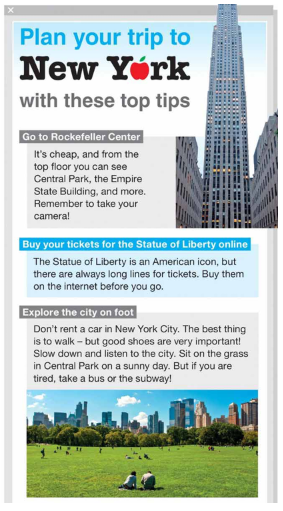 Plan your trip to
New York
with these top tips
Go to Rockefeller Center
It's cheap, and from the
top floor you can see
Central Park, the Empire
State Building, and more.
Remember to take your
camera!
Buy your tickets for the Statue of Liberty online
The Statue of Liberty is an American icon, but
there are always long lines for tickets. Buy them
on the internet before you go.
Explore the city on foot
Don't rent a car in New York City. The best thing
is to walk – but good shoes are very important!
Slow down and listen to the city. Sit on the grass
in Central Park on a sunny day. But if you are
tired, take a bus or the subway!